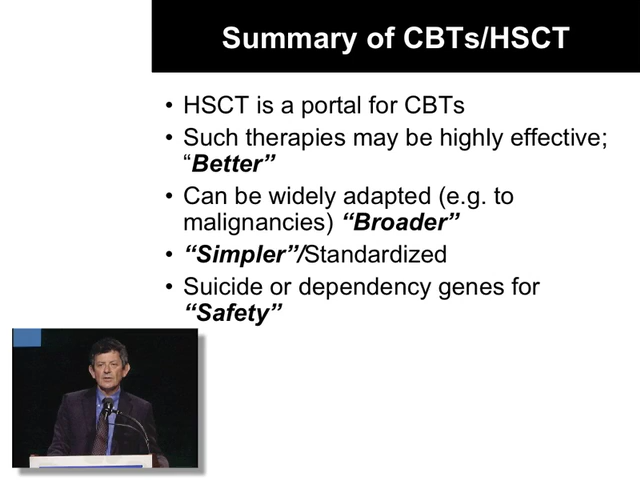 Summary of CBTs/HSCT
• HSCT is a portal for CBTs
• Such therapies may be highly effective;
“Better”
• Can be widely adapted (e.g. to
malignancies) “Broader”
• “Simpler”/Standardized
• Suicide or dependency genes for
“Safety”